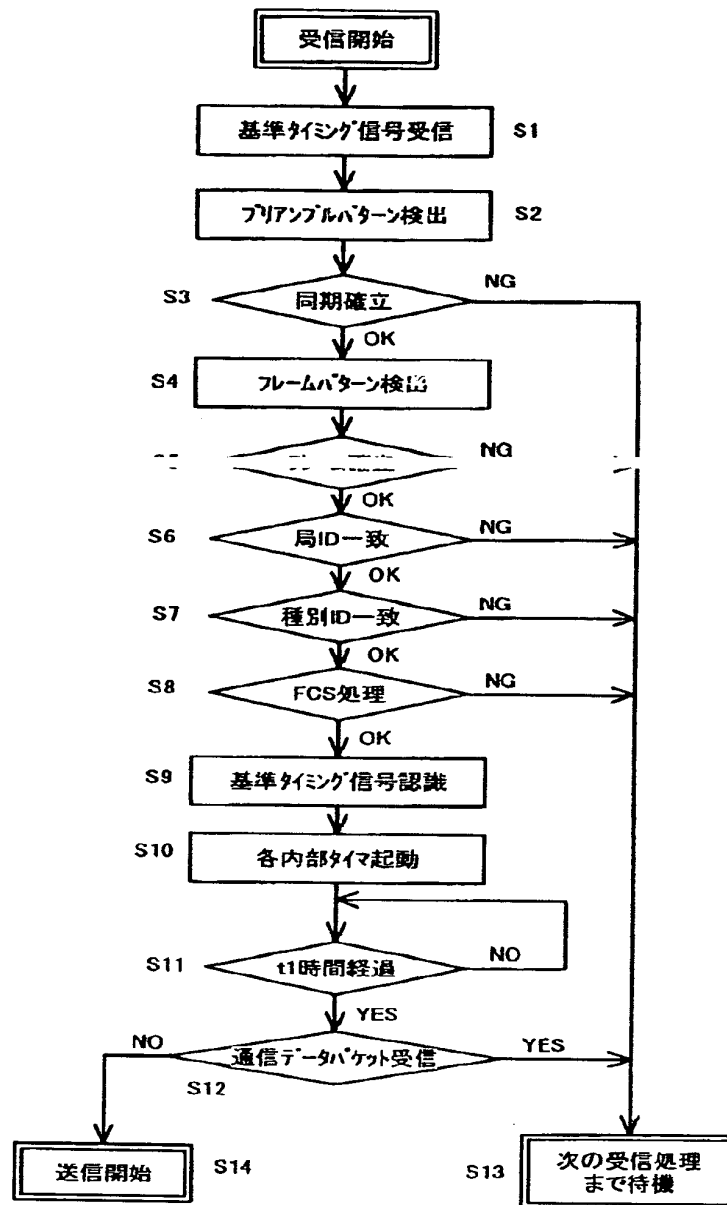 受信開始
基準タイミング信号受信 S1
プリアンブルパターン検出 S2
S3 同期確立 NG
OK
S4 フレームパターン検出
NG
OK
S6 局ID一致 NG
OK
S7 種別ID一致 NG
OK
S8 FCS処理 NG
OK
S9 基準タイミング信号認識
S10 各内部タイマ起動
S11 t1時間経過 NO
YES
NO 通信データパケット受信 YES
S12
送信開始 S14
S13 次の受信処理
まで待機